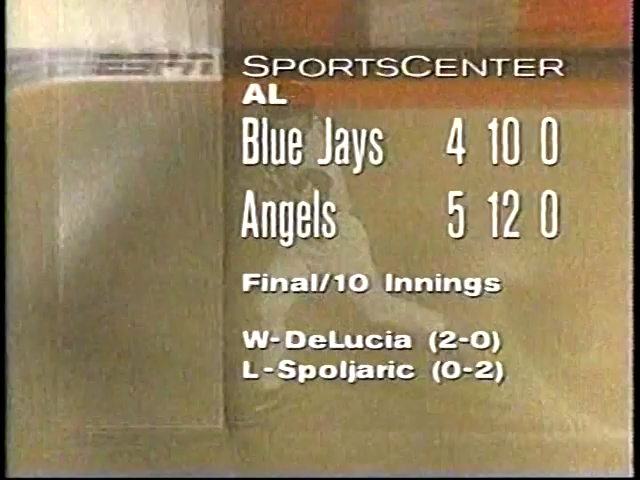 ESPN
SPORTSCENTER
AL
Blue Jays 4 10 0
Angels 5 12 0
Final/10 Innings
W-DeLucia (2-0)
L-Spoljaric (0-2)